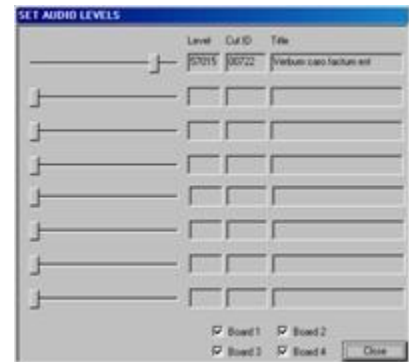 SET AUDIO LEVELS
Level Cut ID Title
57015 00722 Verbum caro factum est
Board 1 Board 2
Board 3 Board 4 Close